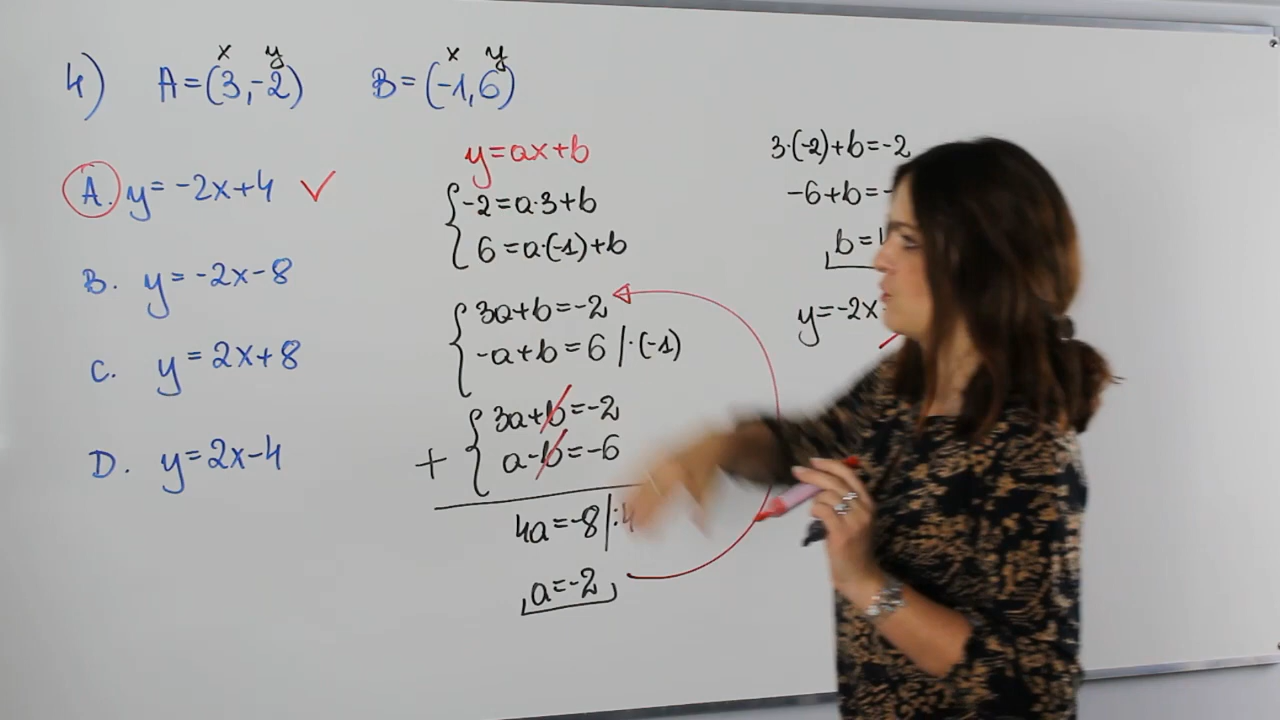 4) A=(3,-2) B=(-1,6)
x y x y
A. y=-2x+4 ✓
B. y=-2x-8
C. y=2x+8
D. y=2x-4
y=ax+b
-2=a·3+b
6=a·(-1)+b
3a+b=-2
-a+b=6 |·(-1)
3a+b=-2
+ a-b=-6
4a=-8|:4
a=-2
3·(-2)+b=-2
-6+b=-
b=
y=-2x